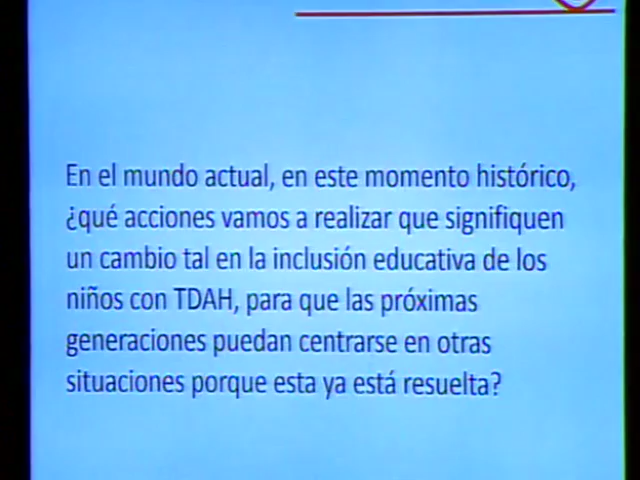 En el mundo actual, en este momento histórico,
¿qué acciones vamos a realizar que signifiquen
un cambio tal en la inclusión educativa de los
niños con TDAH, para que las próximas
generaciones puedan centrarse en otras
situaciones porque esta ya está resuelta?